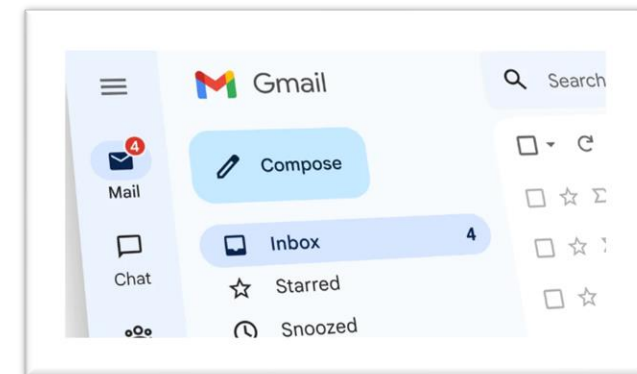 Gmail
Search
4
Mail
Compose
Inbox 4
Chat
Starred
Snoozed